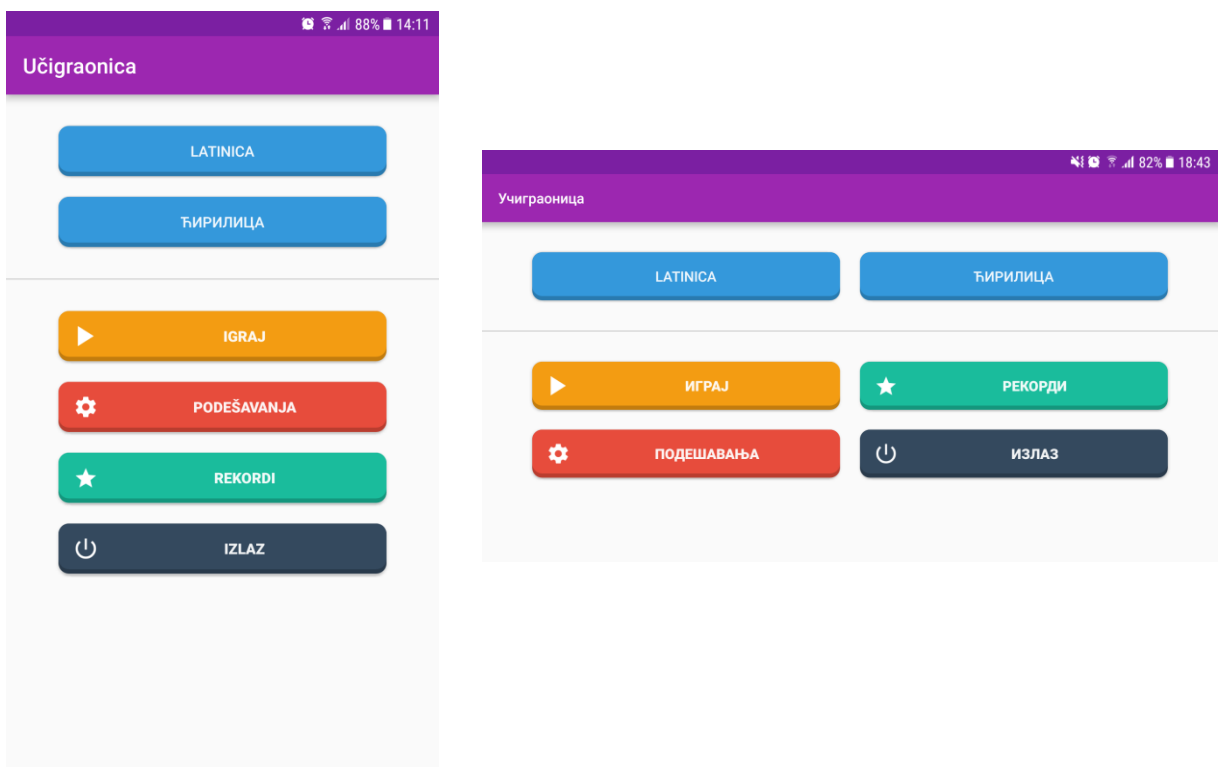 88% 14:11
Učigraonica
LATINICA
ЋИРИЛИЦА
IGRAJ
PODEŠAVANJA
REKORDI
IZLAZ
82% 18:43
Учиграоница
LATINICA ЋИРИЛИЦА
ИГРАЈ РЕКОРДИ
ПОДЕШАВАЊА ИЗЛАЗ